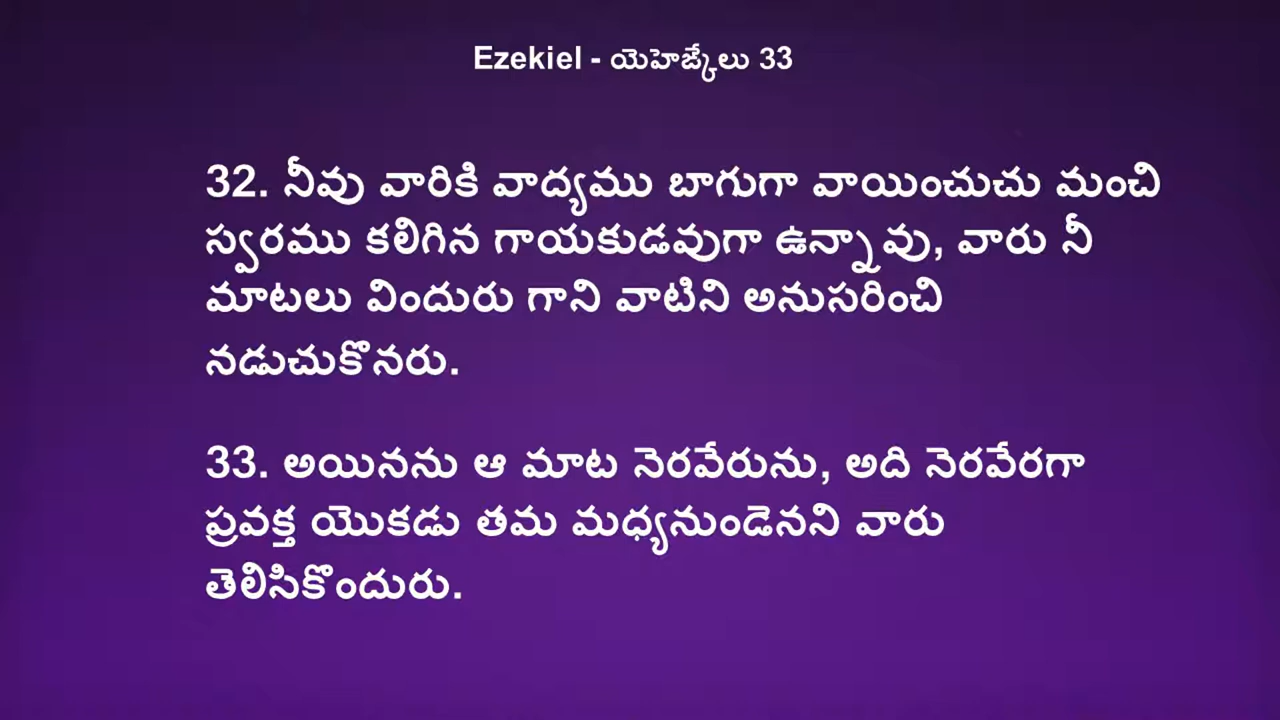 Ezekiel - యెహెఙ్కేలు 33
32. నీవు వారికి వాద్యము బాగుగా వాయించుచు మంచి
స్వరము కలిగిన గాయకుడవుగా ఉన్నావు, వారు నీ
మాటలు విందురు గాని వాటిని అనుసరించి
నడుచుకొనరు.
33. అయినను ఆ మాట నెరవేరును, అది నెరవేరగా
ప్రవక్త యొకడు తమ మధ్యనుండెనని వారు
తెలిసికొందురు.